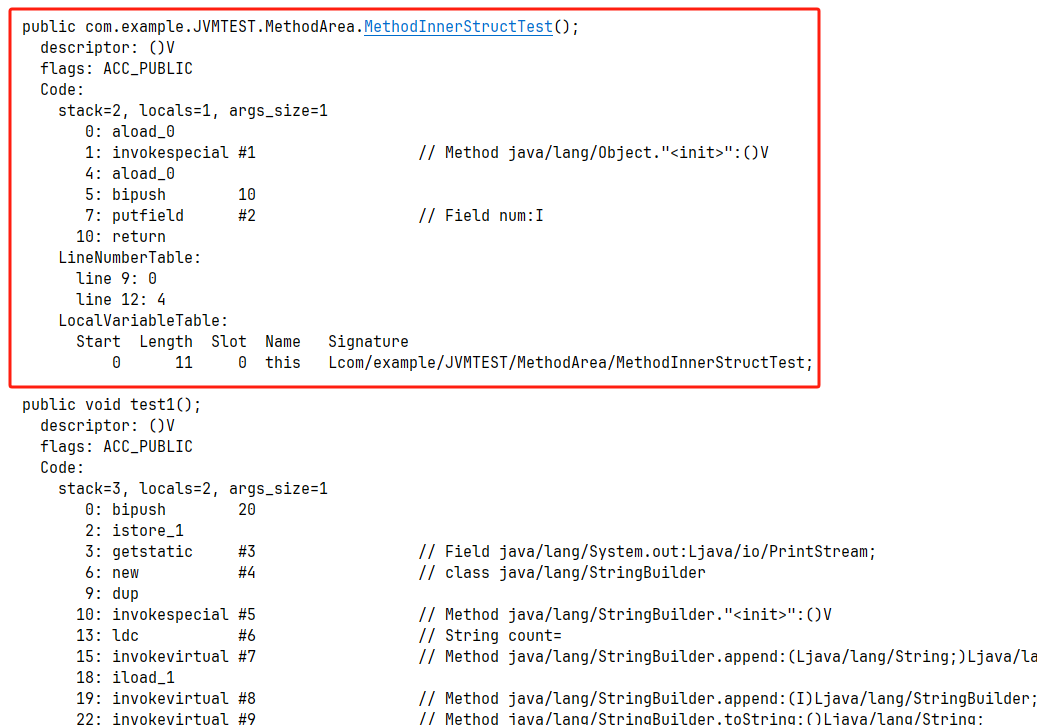 public com.example.JVMTEST.MethodArea.MethodInnerStructTest();
descriptor: ()V
flags: ACC_PUBLIC
Code:
stack=2, locals=1, args_size=1
0: aload_0
1: invokespecial #1 // Method java/lang/Object."<init>":()V
4: aload_0
5: bipush 10
7: putfield #2 // Field num:I
10: return
LineNumberTable:
line 9: 0
line 12: 4
LocalVariableTable:
Start Length Slot Name Signature
0 11 0 this Lcom/example/JVMTEST/MethodArea/MethodInnerStructTest;
public void test1();
descriptor: ()V
flags: ACC_PUBLIC
Code:
stack=3, locals=2, args_size=1
0: bipush 20
2: istore_1
3: getstatic #3 // Field java/lang/System.out:Ljava/io/PrintStream;
6: new #4 // class java/lang/StringBuilder
9: dup
10: invokespecial #5 // Method java/lang/StringBuilder."<init>":()V
13: ldc #6 // String count=
15: invokevirtual #7 // Method java/lang/StringBuilder.append:(Ljava/lang/String;)Ljava/la
18: iload_1
19: invokevirtual #8 // Method java/lang/StringBuilder.append:(I)Ljava/lang/StringBuilder;
22: invokevirtual #9 // Method java/lang/StringBuilder.toString:()Ljava/lang/String;